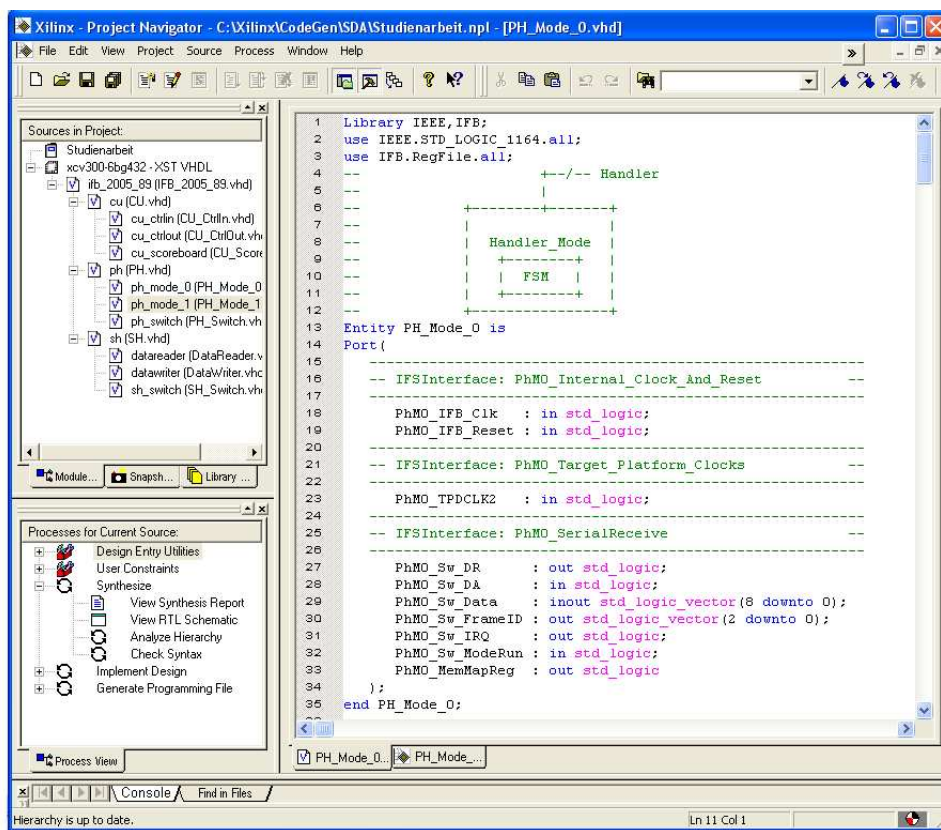 Xilinx - Project Navigator - C:\Xilinx\CodeGen\SDA\Studienarbeit.npl - [PH_Mode_0.vhd]
File Edit View Project Source Process Window Help
»
Sources in Project:
Studienarbeit
xcv300-6bg432 - XST VHDL
ifb_2005_89 (IFB_2005_89.vhd)
cu (CU.vhd)
cu_ctrlin (CU_CtrlIn.vhd)
cu_ctrlout (CU_CtrlOut.vh
cu_scoreboard (CU_Score
ph (PH.vhd)
ph_mode_0 (PH_Mode_0
ph_mode_1 (PH_Mode_1
ph_switch (PH_Switch.vh
sh (SH.vhd)
datareader (DataReader.v
datawriter (DataWriter.vhc
sh_switch (SH_Switch.vhc
Module... Snapsh... Library ...
Processes for Current Source:
Design Entry Utilities
User Constraints
Synthesize
View Synthesis Report
View RTL Schematic
Analyze Hierarchy
Check Syntax
Implement Design
Generate Programming File
Process View
1 Library IEEE,IFB;
2 use IEEE.STD_LOGIC_1164.all;
3 use IFB.RegFile.all;
4 -- +--/-- Handler
5 -- |
6 -- +--------+-------+
7 -- | |
8 -- | Handler_Mode |
9 -- | +--------+ |
10 -- | | FSM | |
11 -- | +--------+ |
12 -- +----------------+
13 Entity PH_Mode_0 is
14 Port(
15 ------------------------------------------------------
16 -- IFSInterface: PhM0_Internal_Clock_And_Reset --
17 ------------------------------------------------------
18 PhM0_IFB_Clk : in std_logic;
19 PhM0_IFB_Reset : in std_logic;
20 ------------------------------------------------------
21 -- IFSInterface: PhM0_Target_Platform_Clocks --
22 ------------------------------------------------------
23 PhM0_TPDCLK2 : in std_logic;
24 ------------------------------------------------------
25 -- IFSInterface: PhM0_SerialReceive --
26 ------------------------------------------------------
27 PhM0_Sw_DR : out std_logic;
28 PhM0_Sw_DA : in std_logic;
29 PhM0_Sw_Data : inout std_logic_vector(8 downto 0);
30 PhM0_Sw_FrameID : out std_logic_vector(2 downto 0);
31 PhM0_Sw_IRQ : out std_logic;
32 PhM0_Sw_ModeRun : in std_logic;
33 PhM0_MemMapReg : out std_logic
34 );
35 end PH_Mode_0;
PH_Mode_0... PH_Mode_...
Console Find in Files
Hierarchy is up to date. Ln 11 Col 1